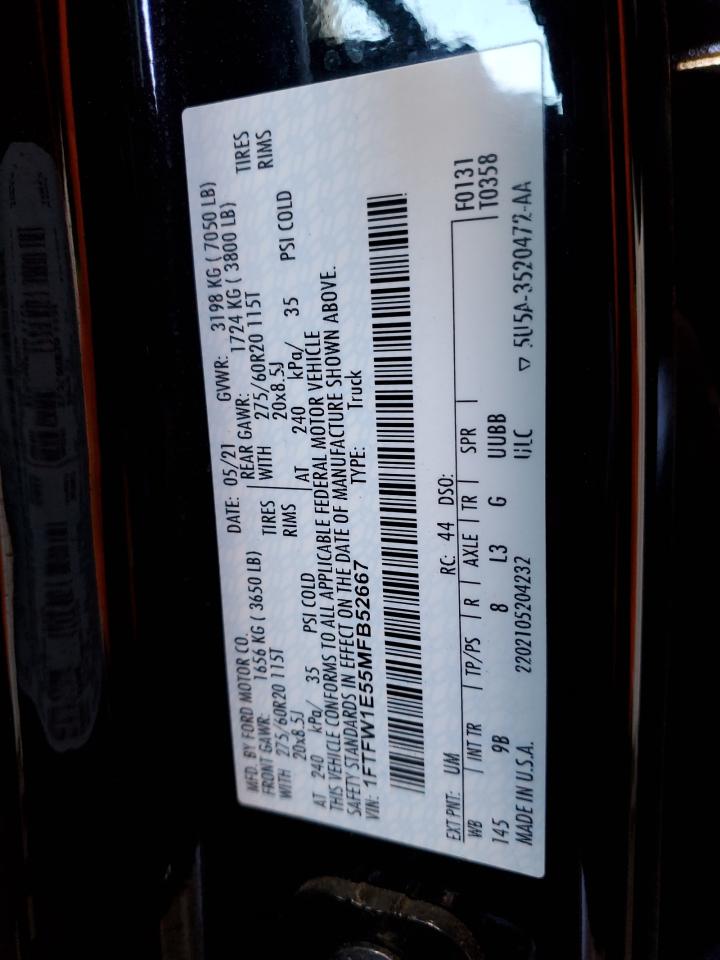 MFD. BY FORD MOTOR CO. DATE: 05/21 GVWR: 3198 KG ( 7050 LB)
FRONT GAWR: 1656 KG ( 3650 LB) REAR GAWR: 1724 KG ( 3800 LB)
WITH 275/60R20 115T TIRES WITH 275/60R20 115T TIRES
20x8.5J RIMS 20x8.5J RIMS
AT 240 kPa/ 35 PSI COLD AT 240 kPa/ 35 PSI COLD
THIS VEHICLE CONFORMS TO ALL APPLICABLE FEDERAL MOTOR VEHICLE
SAFETY STANDARDS IN EFFECT ON THE DATE OF MANUFACTURE SHOWN ABOVE.
VIN: 1FTFW1E55MFB52667 TYPE: Truck
EXT PNT: UM RC: 44 DSO: F0131
WB INT TR TP/PS R AXLE TR SPR T0358
145 9B 8 L3 G UUBB
MADE IN U.S.A. 2202105204232 ULC ▽ 5U5A-3520472-AA